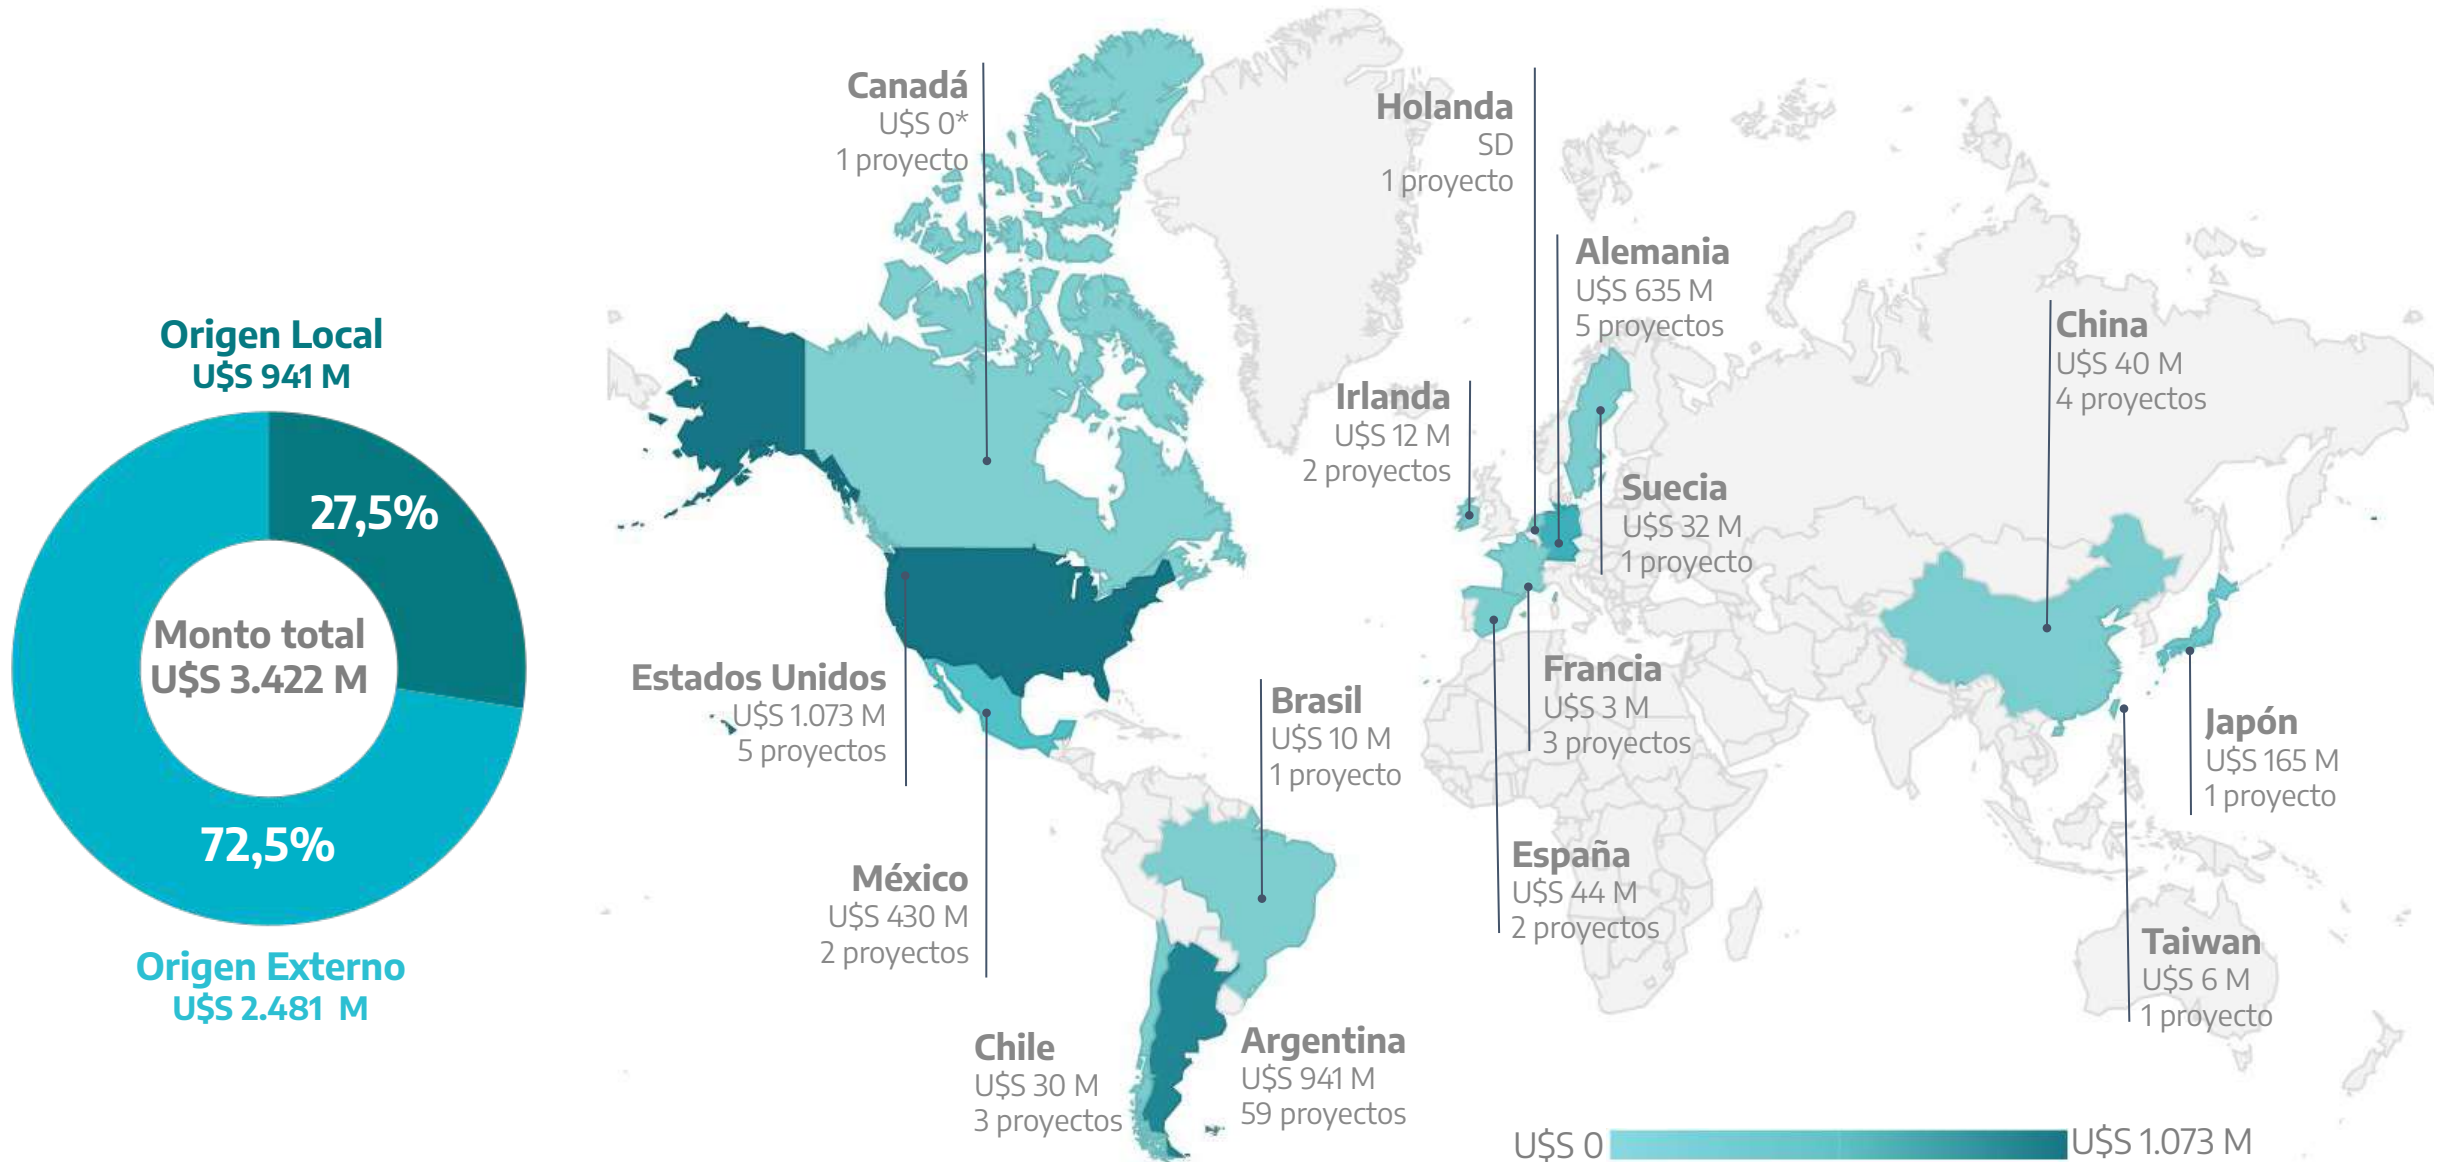 Origen Local
U$S 941 M
27,5%
Monto total
U$S 3.422 M
72,5%
Origen Externo
U$S 2.481 M
Canadá
U$S 0*
1 proyecto
Holanda
SD
1 proyecto
Alemania
U$S 635 M
5 proyectos
China
U$S 40 M
4 proyectos
Irlanda
U$S 12 M
2 proyectos
Suecia
U$S 32 M
1 proyecto
Estados Unidos
U$S 1.073 M
5 proyectos
Brasil
U$S 10 M
1 proyecto
Francia
U$S 3 M
3 proyectos
Japón
U$S 165 M
1 proyecto
México
U$S 430 M
2 proyectos
España
U$S 44 M
2 proyectos
Taiwan
U$S 6 M
1 proyecto
Chile
U$S 30 M
3 proyectos
Argentina
U$S 941 M
59 proyectos
U$S 0
U$S 1.073 M